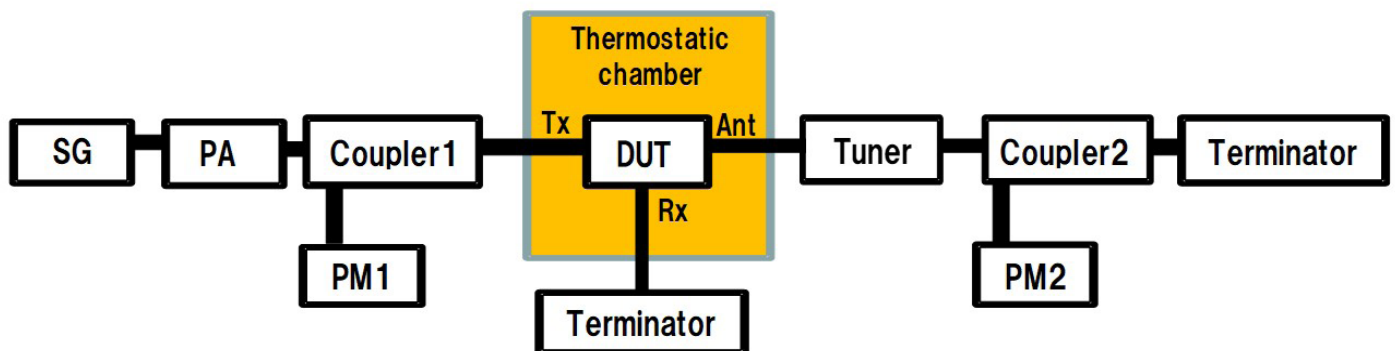 Thermostatic
chamber
Tx
Ant
SG
PA
Coupler1
DUT
Tuner
Coupler2
Terminator
Rx
PM1
PM2
Terminator